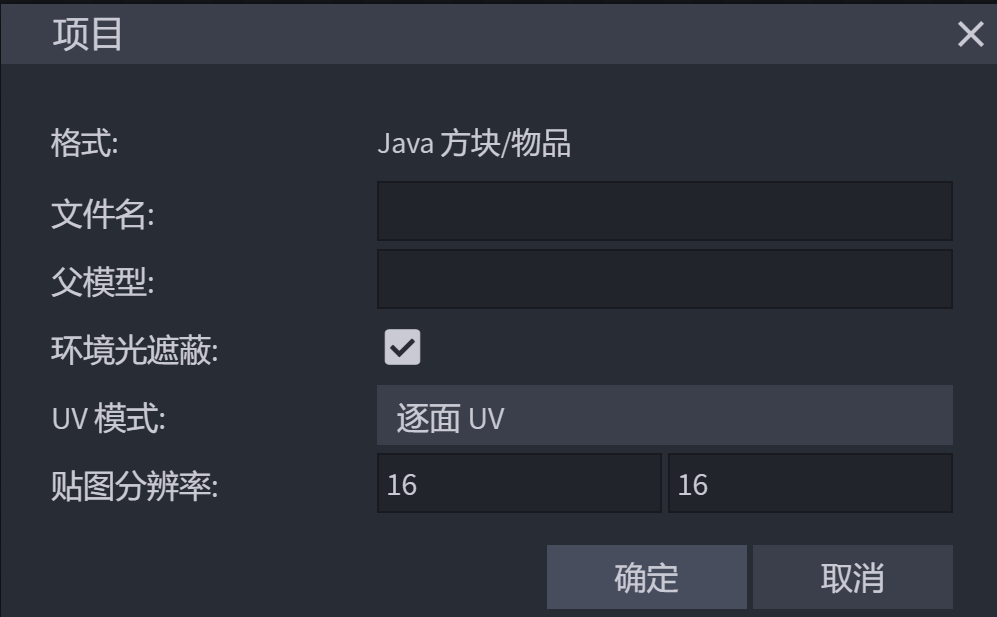 项目
格式: Java 方块/物品
文件名:
父模型:
环境光遮蔽:
UV 模式: 逐面 UV
贴图分辨率: 16 16
确定 取消